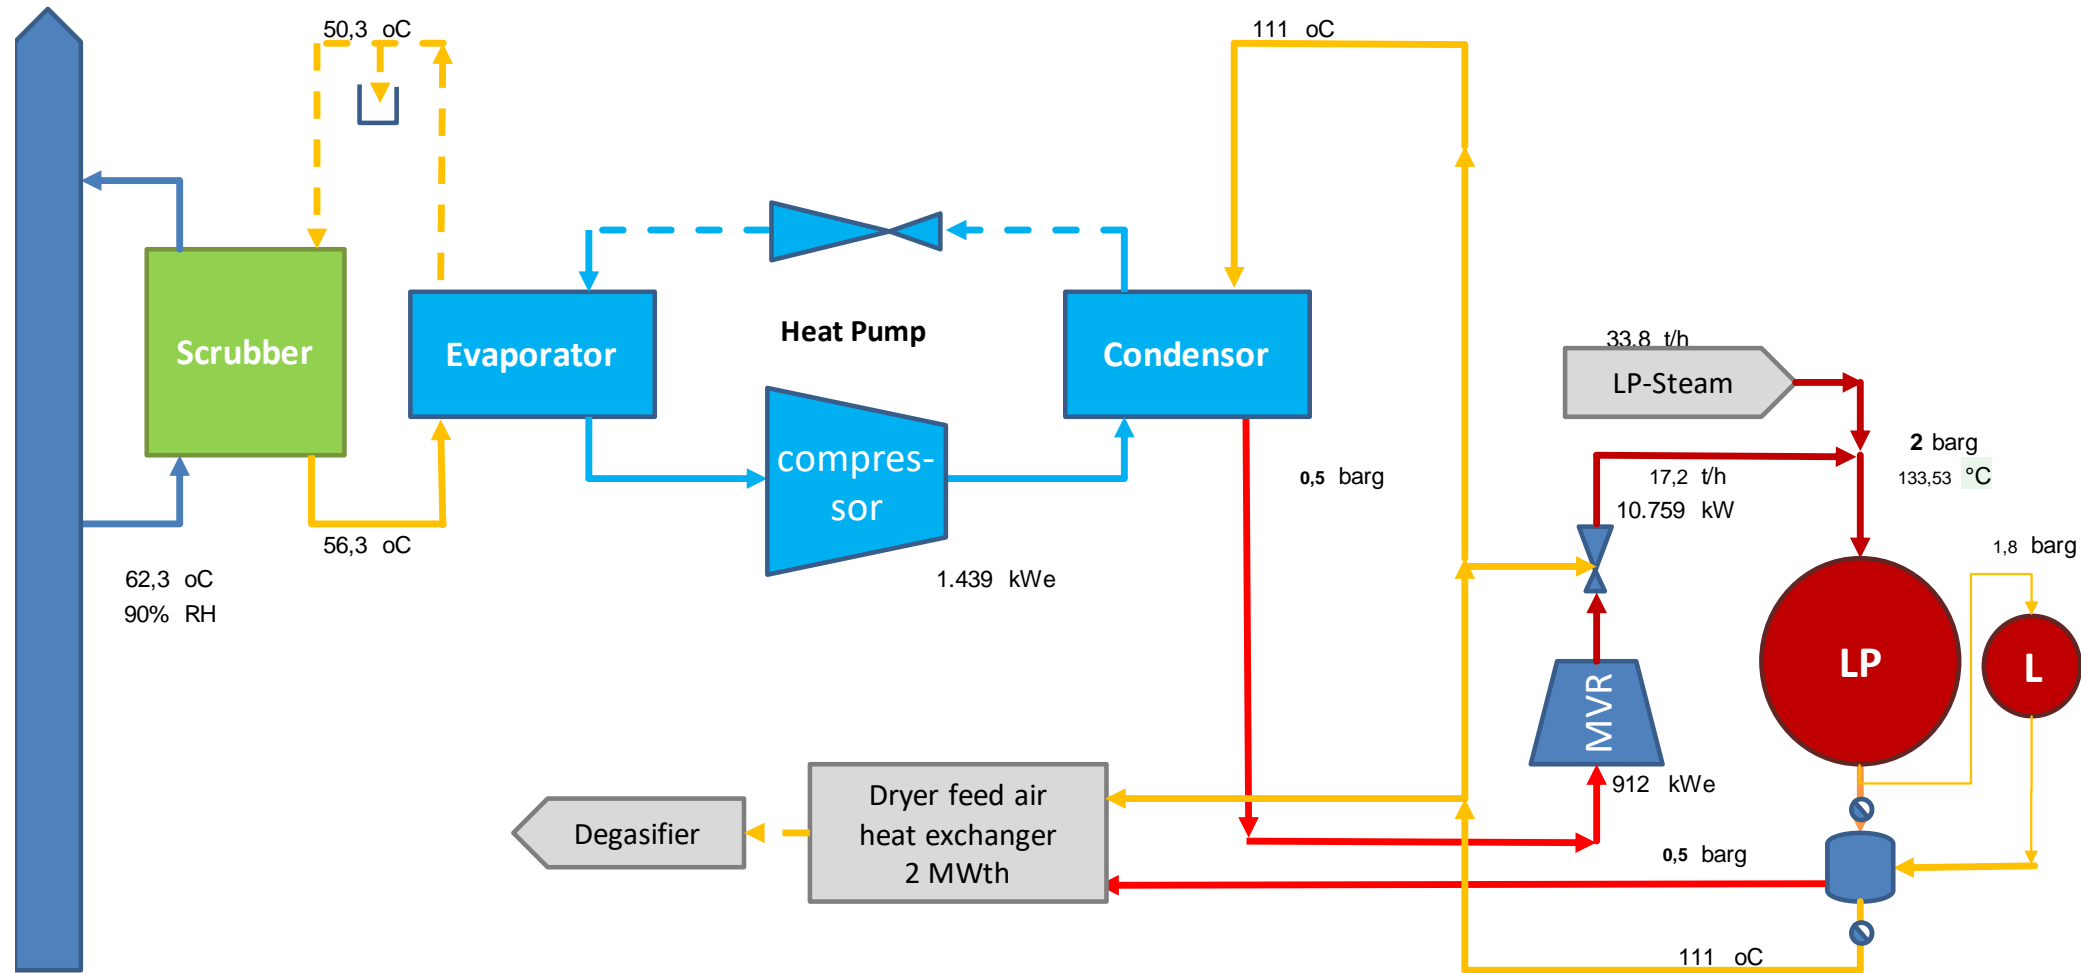 50,3 oC
111 oC
Heat Pump
Scrubber
Evaporator
Condensor
33,8 t/h
LP-Steam
2 barg
133,53 °C
compres-
sor
0,5 barg
17,2 t/h
10.759 kW
56,3 oC
1,8 barg
62,3 oC
90% RH
1.439 kWe
LP
L
MVR
912 kWe
Dryer feed air
heat exchanger
2 MWth
Degasifier
0,5 barg
111 oC